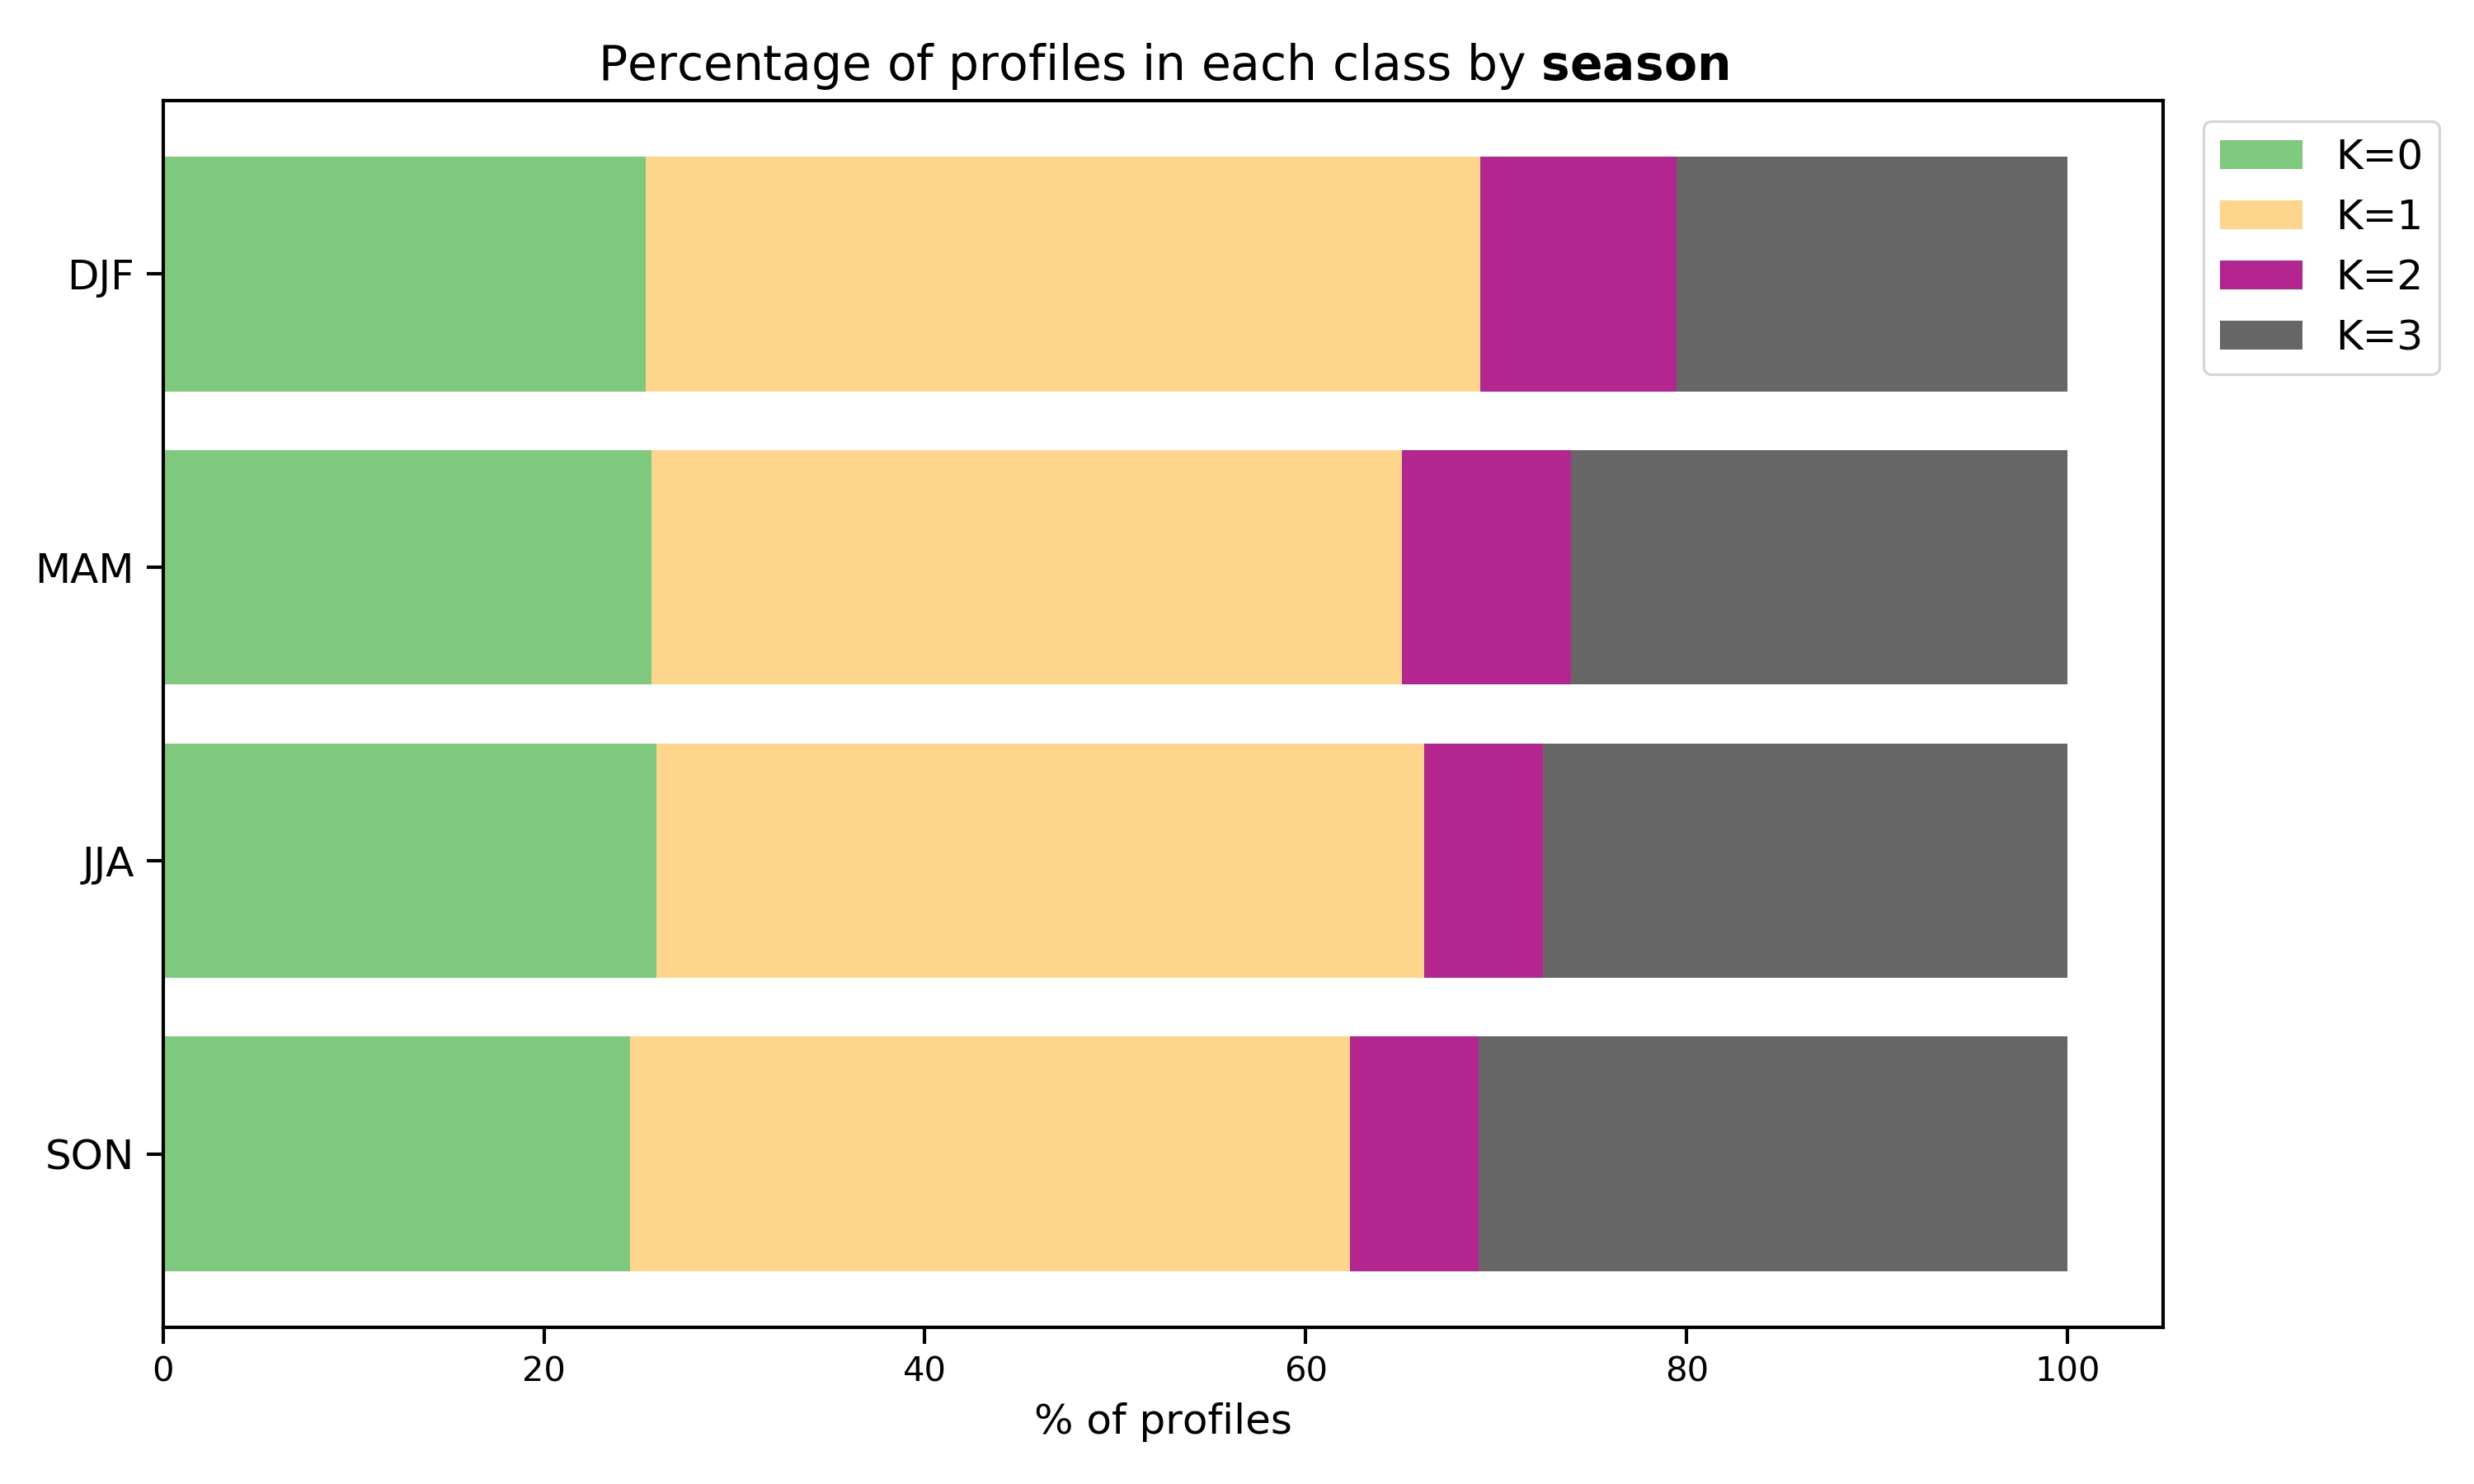 Percentage of profiles in each class by season
K=0
K=1
K=2
K=3
DJF
MAM
JJA
SON
0 20 40 60 80 100
% of profiles